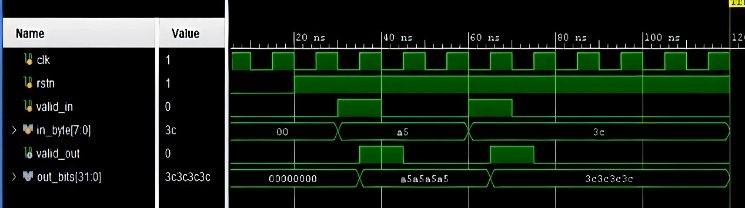 Name Value
20 ns 40 ns 60 ns 80 ns 100 ns
clk 1
rstn 1
valid_in 0
in_byte[7:0] 3c 00 a5 3c
valid_out 0
out_bits[31:0] 3c3c3c3c 00000000 a5a5a5a5 3c3c3c3c